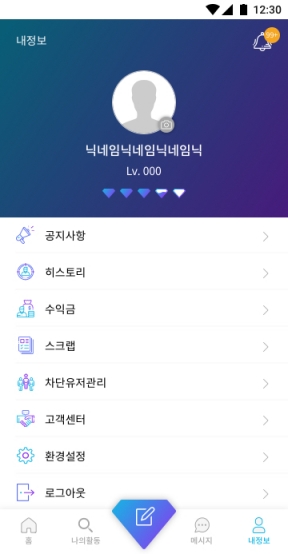 12:30
내정보
99+
닉네임닉네임닉네임닉
Lv. 000
공지사항
히스토리
수익금
스크랩
차단유저관리
고객센터
환경설정
로그아웃
홈
나의활동
메시지
내정보